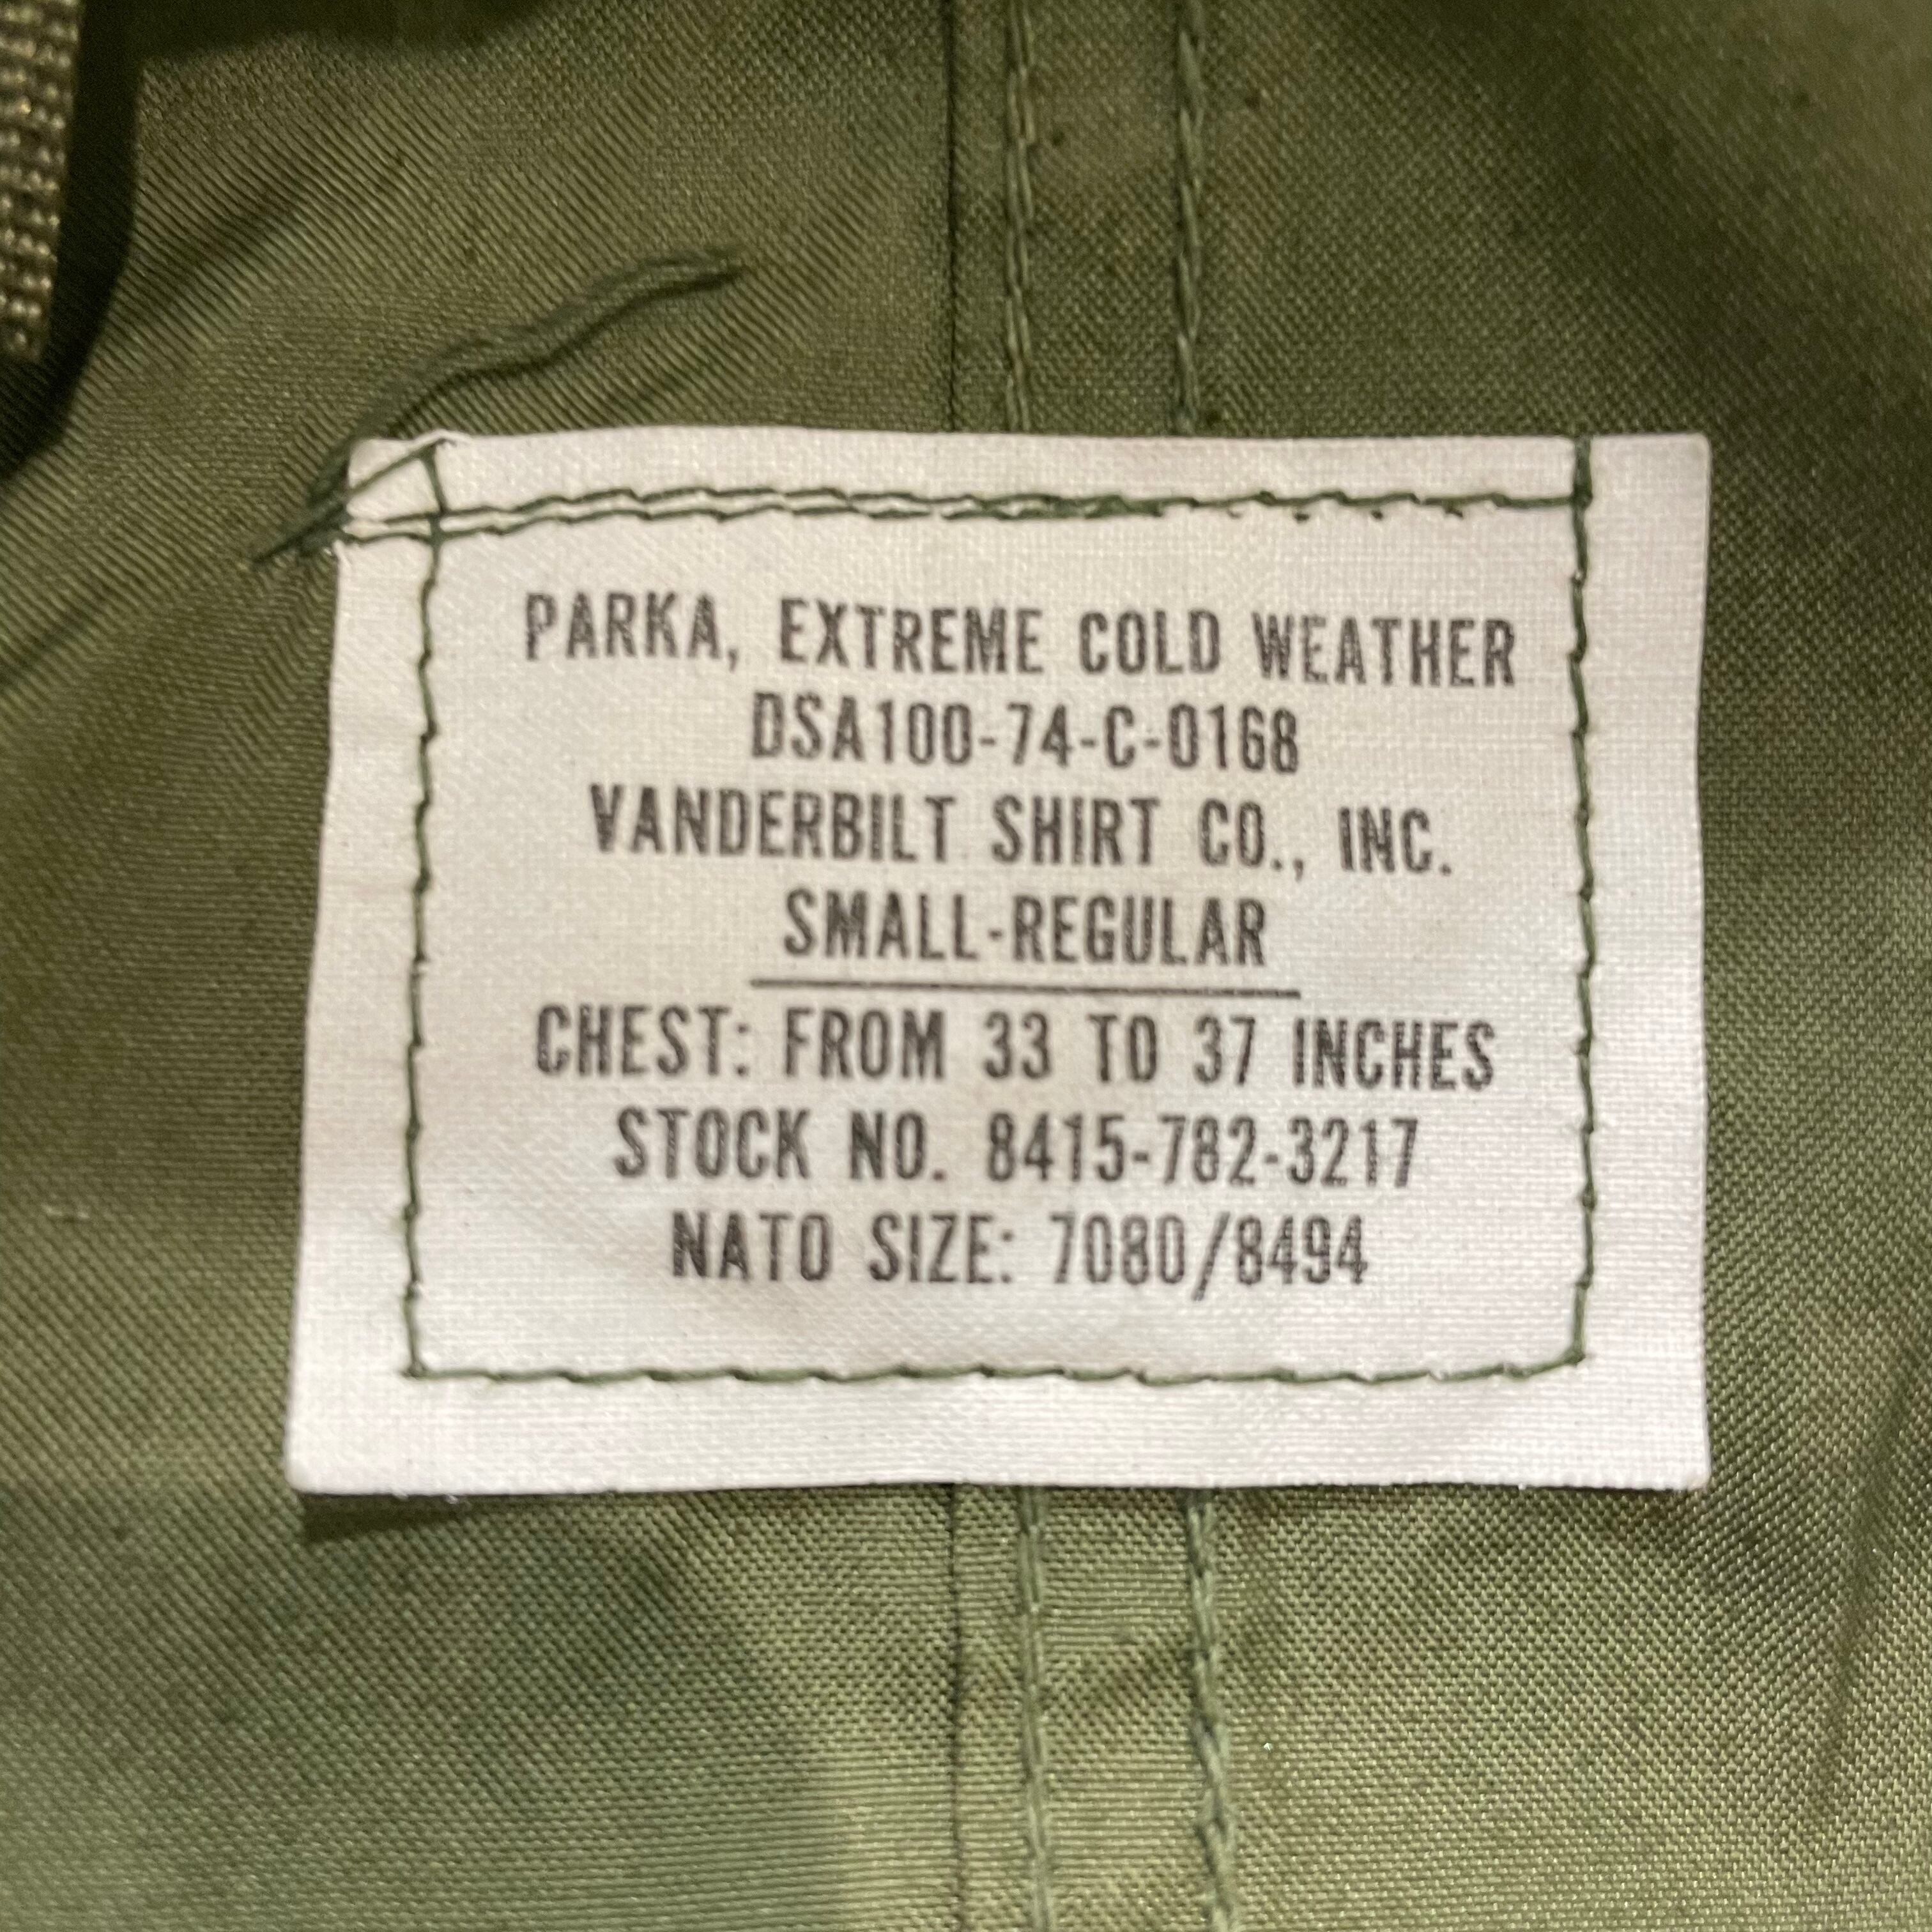 PARKA, EXTREME COLD WEATHER
DSA100-74-C-0168
VANDERBILT SHIRT CO., INC.
SMALL-REGULAR
CHEST: FROM 33 TO 37 INCHES
STOCK NO. 8415-782-3217
NATO SIZE: 7080/8494